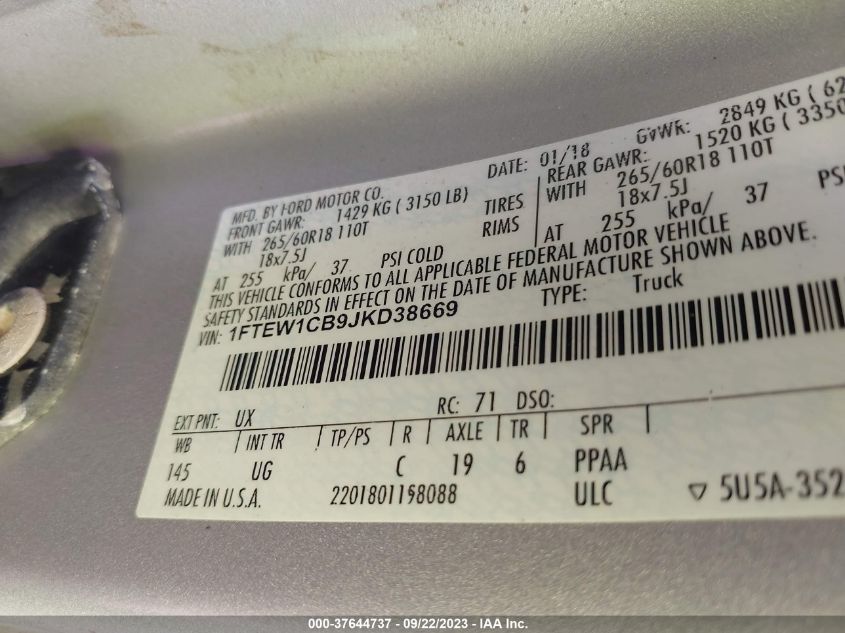 MFD. BY FORD MOTOR CO. DATE: 01/18 GVWR: 2849 KG ( 62
FRONT GAWR: 1429 KG ( 3150 LB) REAR GAWR: 1520 KG ( 3350
WITH 265/60R18 110T TIRES WITH 265/60R18 110T
18x7.5J RIMS 18x7.5J
AT 255 kPa/ 37 PSI COLD AT 255 kPa/ 37 PSI
THIS VEHICLE CONFORMS TO ALL APPLICABLE FEDERAL MOTOR VEHICLE
SAFETY STANDARDS IN EFFECT ON THE DATE OF MANUFACTURE SHOWN ABOVE.
VIN: 1FTEW1CB9JKD38669 TYPE: Truck
EXT PNT: UX RC: 71 DSO:
WB INT TR TP/PS R AXLE TR SPR
145 UG C 19 6 PPAA
MADE IN U.S.A. 2201801158088 ULC ▽ 5U5A-352
000-37644737 - 09/22/2023 - IAA Inc.